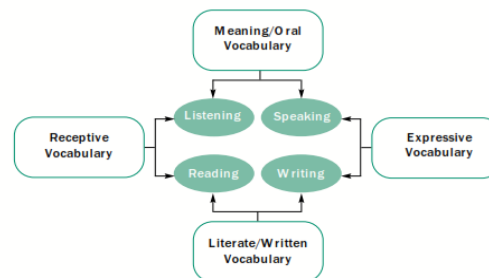 Meaning/Oral
Vocabulary
Listening
Speaking
Receptive
Vocabulary
Expressive
Vocabulary
Reading
Writing
Literate/Written
Vocabulary